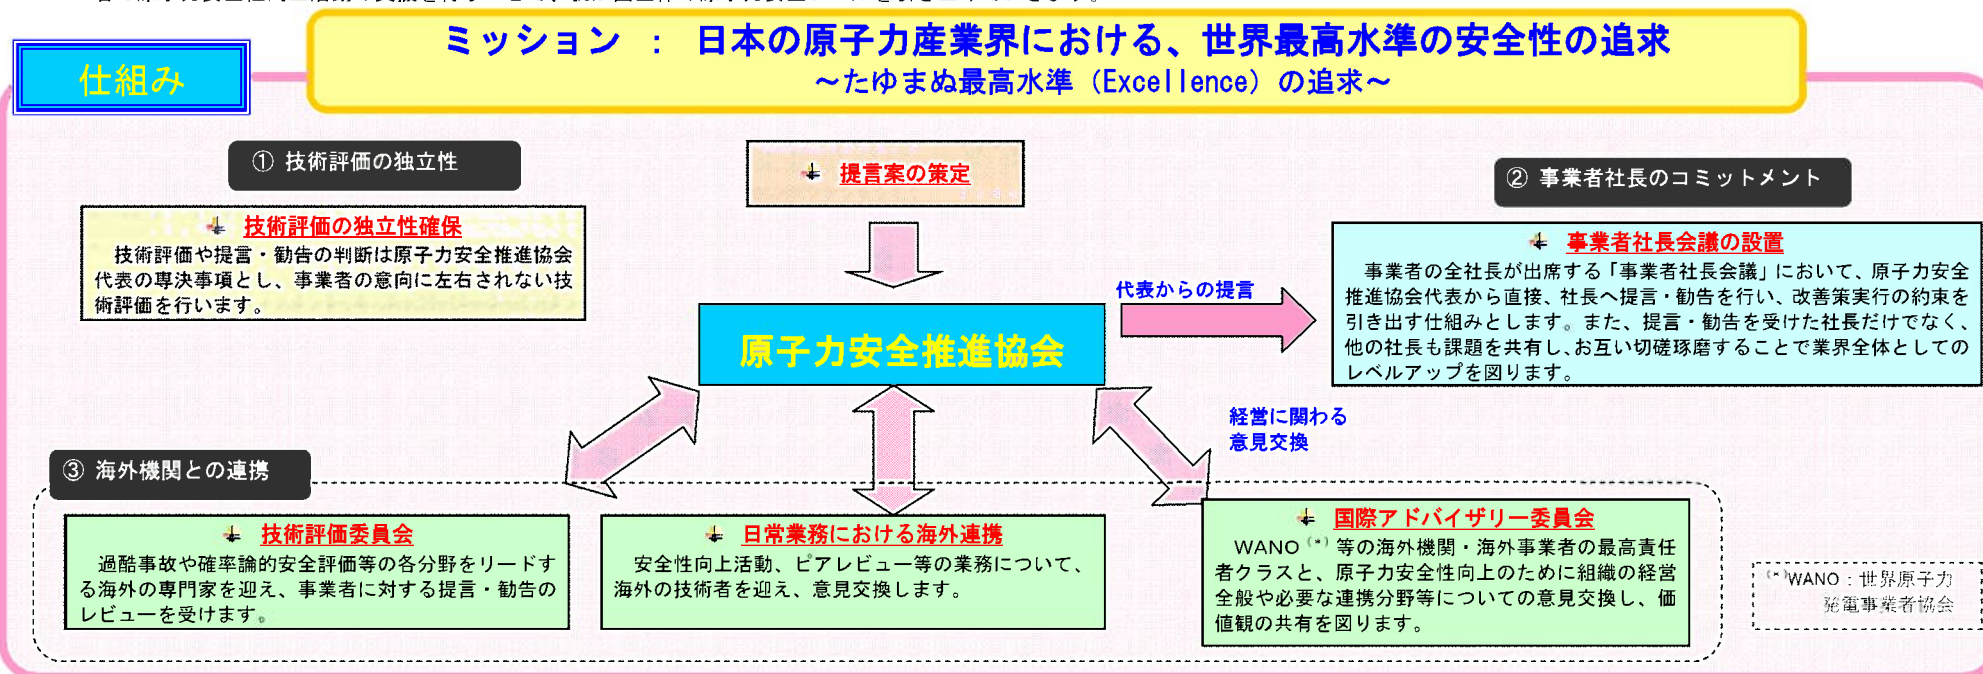 仕組み
ミッション ： 日本の原子力産業界における、世界最高水準の安全性の追求
～たゆまぬ最高水準（Excellence）の追求～
① 技術評価の独立性
技術評価の独立性確保
技術評価や提言・勧告の判断は原子力安全推進協会
代表の専決事項とし、事業者の意向に左右されない技
術評価を行います。
提言案の策定
原子力安全推進協会
代表からの提言
② 事業者社長のコミットメント
事業者社長会議の設置
事業者の全社長が出席する「事業者社長会議」において、原子力安全
推進協会代表から直接、社長へ提言・勧告を行い、改善策実行の約束を
引き出す仕組みとします。また、提言・勧告を受けた社長だけでなく、
他の社長も課題を共有し、お互い切磋琢磨することで業界全体としての
レベルアップを図ります。
経営に関わる
意見交換
③ 海外機関との連携
技術評価委員会
過酷事故や確率論的安全評価等の各分野をリードす
る海外の専門家を迎え、事業者に対する提言・勧告の
レビューを受けます。
日常業務における海外連携
安全性向上活動、ピアレビュー等の業務について、
海外の技術者を迎え、意見交換します。
国際アドバイザリー委員会
WANO（*）等の海外機関・海外事業者の最高責任
者クラスと、原子力安全性向上のために組織の経営
全般や必要な連携分野等についての意見交換し、価
値観の共有を図ります。
（*）WANO：世界原子力
発電事業者協会